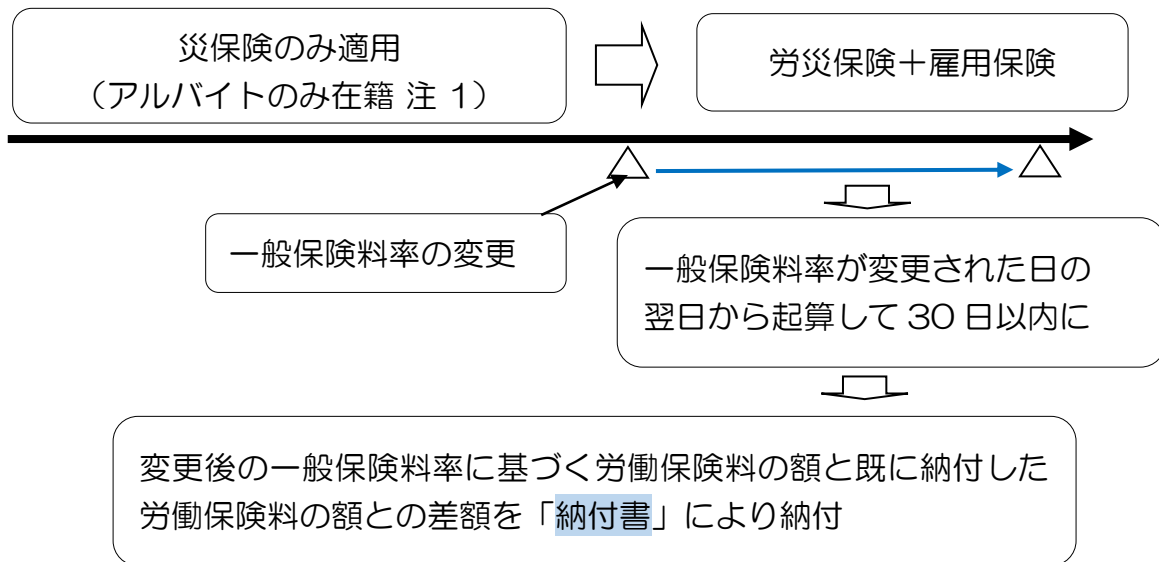 災保険のみ適用
（アルバイトのみ在籍 注 1）
労災保険＋雇用保険
一般保険料率の変更
一般保険料率が変更された日の
翌日から起算して 30 日以内に
変更後の一般保険料率に基づく労働保険料の額と既に納付した
労働保険料の額との差額を「納付書」により納付